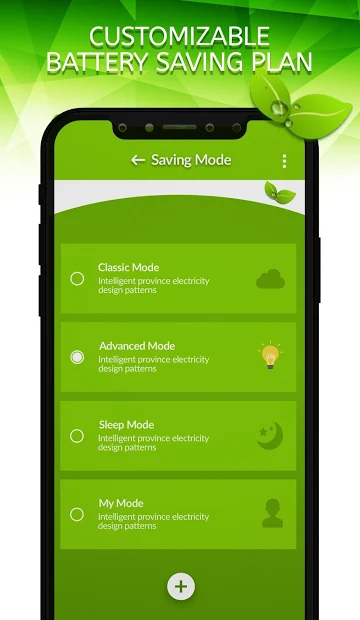 CUSTOMIZABLE
BATTERY SAVING PLAN
Saving Mode
Classic Mode
Intelligent province electricity
design patterns
Advanced Mode
Intelligent province electricity
design patterns
Sleep Mode
Intelligent province electricity
design patterns
My Mode
Intelligent province electricity
design patterns